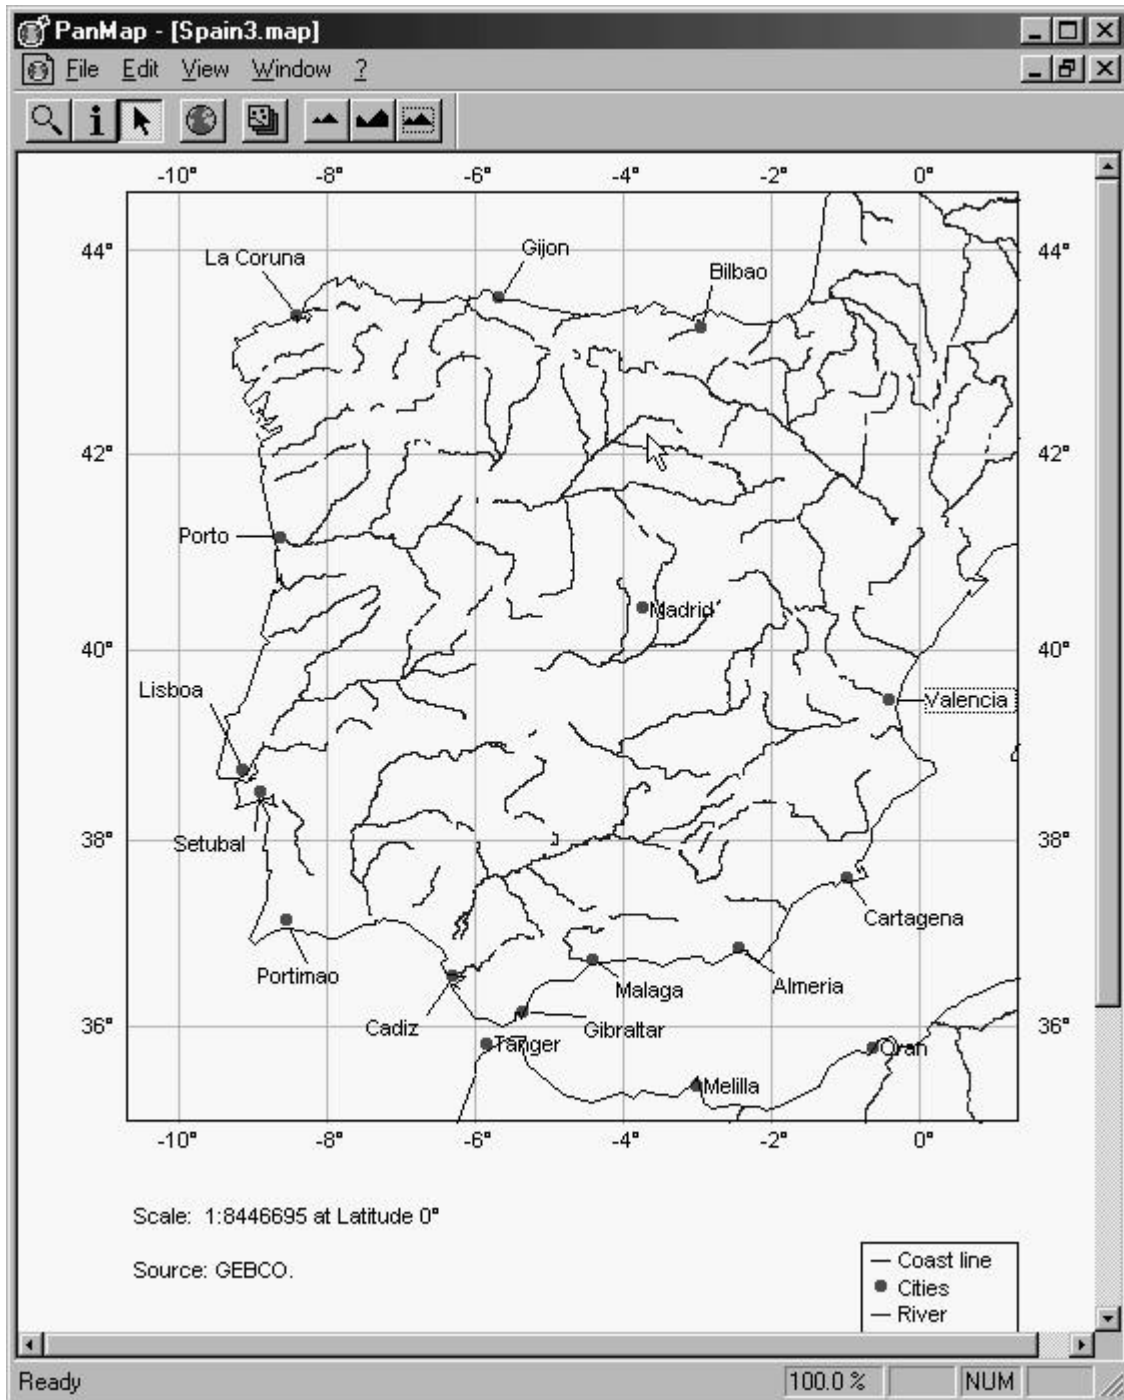 PanMap - [Spain3.map]
File Edit View Window ?
-10° -8° -6° -4° -2° 0°
44° 44°
La Coruna
Gijon
Bilbao
42° 42°
Porto
Madrid
40° 40°
Lisboa
Valencia
Setubal
38° 38°
Cartagena
Portimao
Malaga
Almeria
Cadiz
Gibraltar
36° 36°
Tanger
Oran
Melilla
-10° -8° -6° -4° -2° 0°
Scale: 1:8446695 at Latitude 0°
Source: GEBCO.
Coast line
Cities
River
Ready 100.0 % NUM